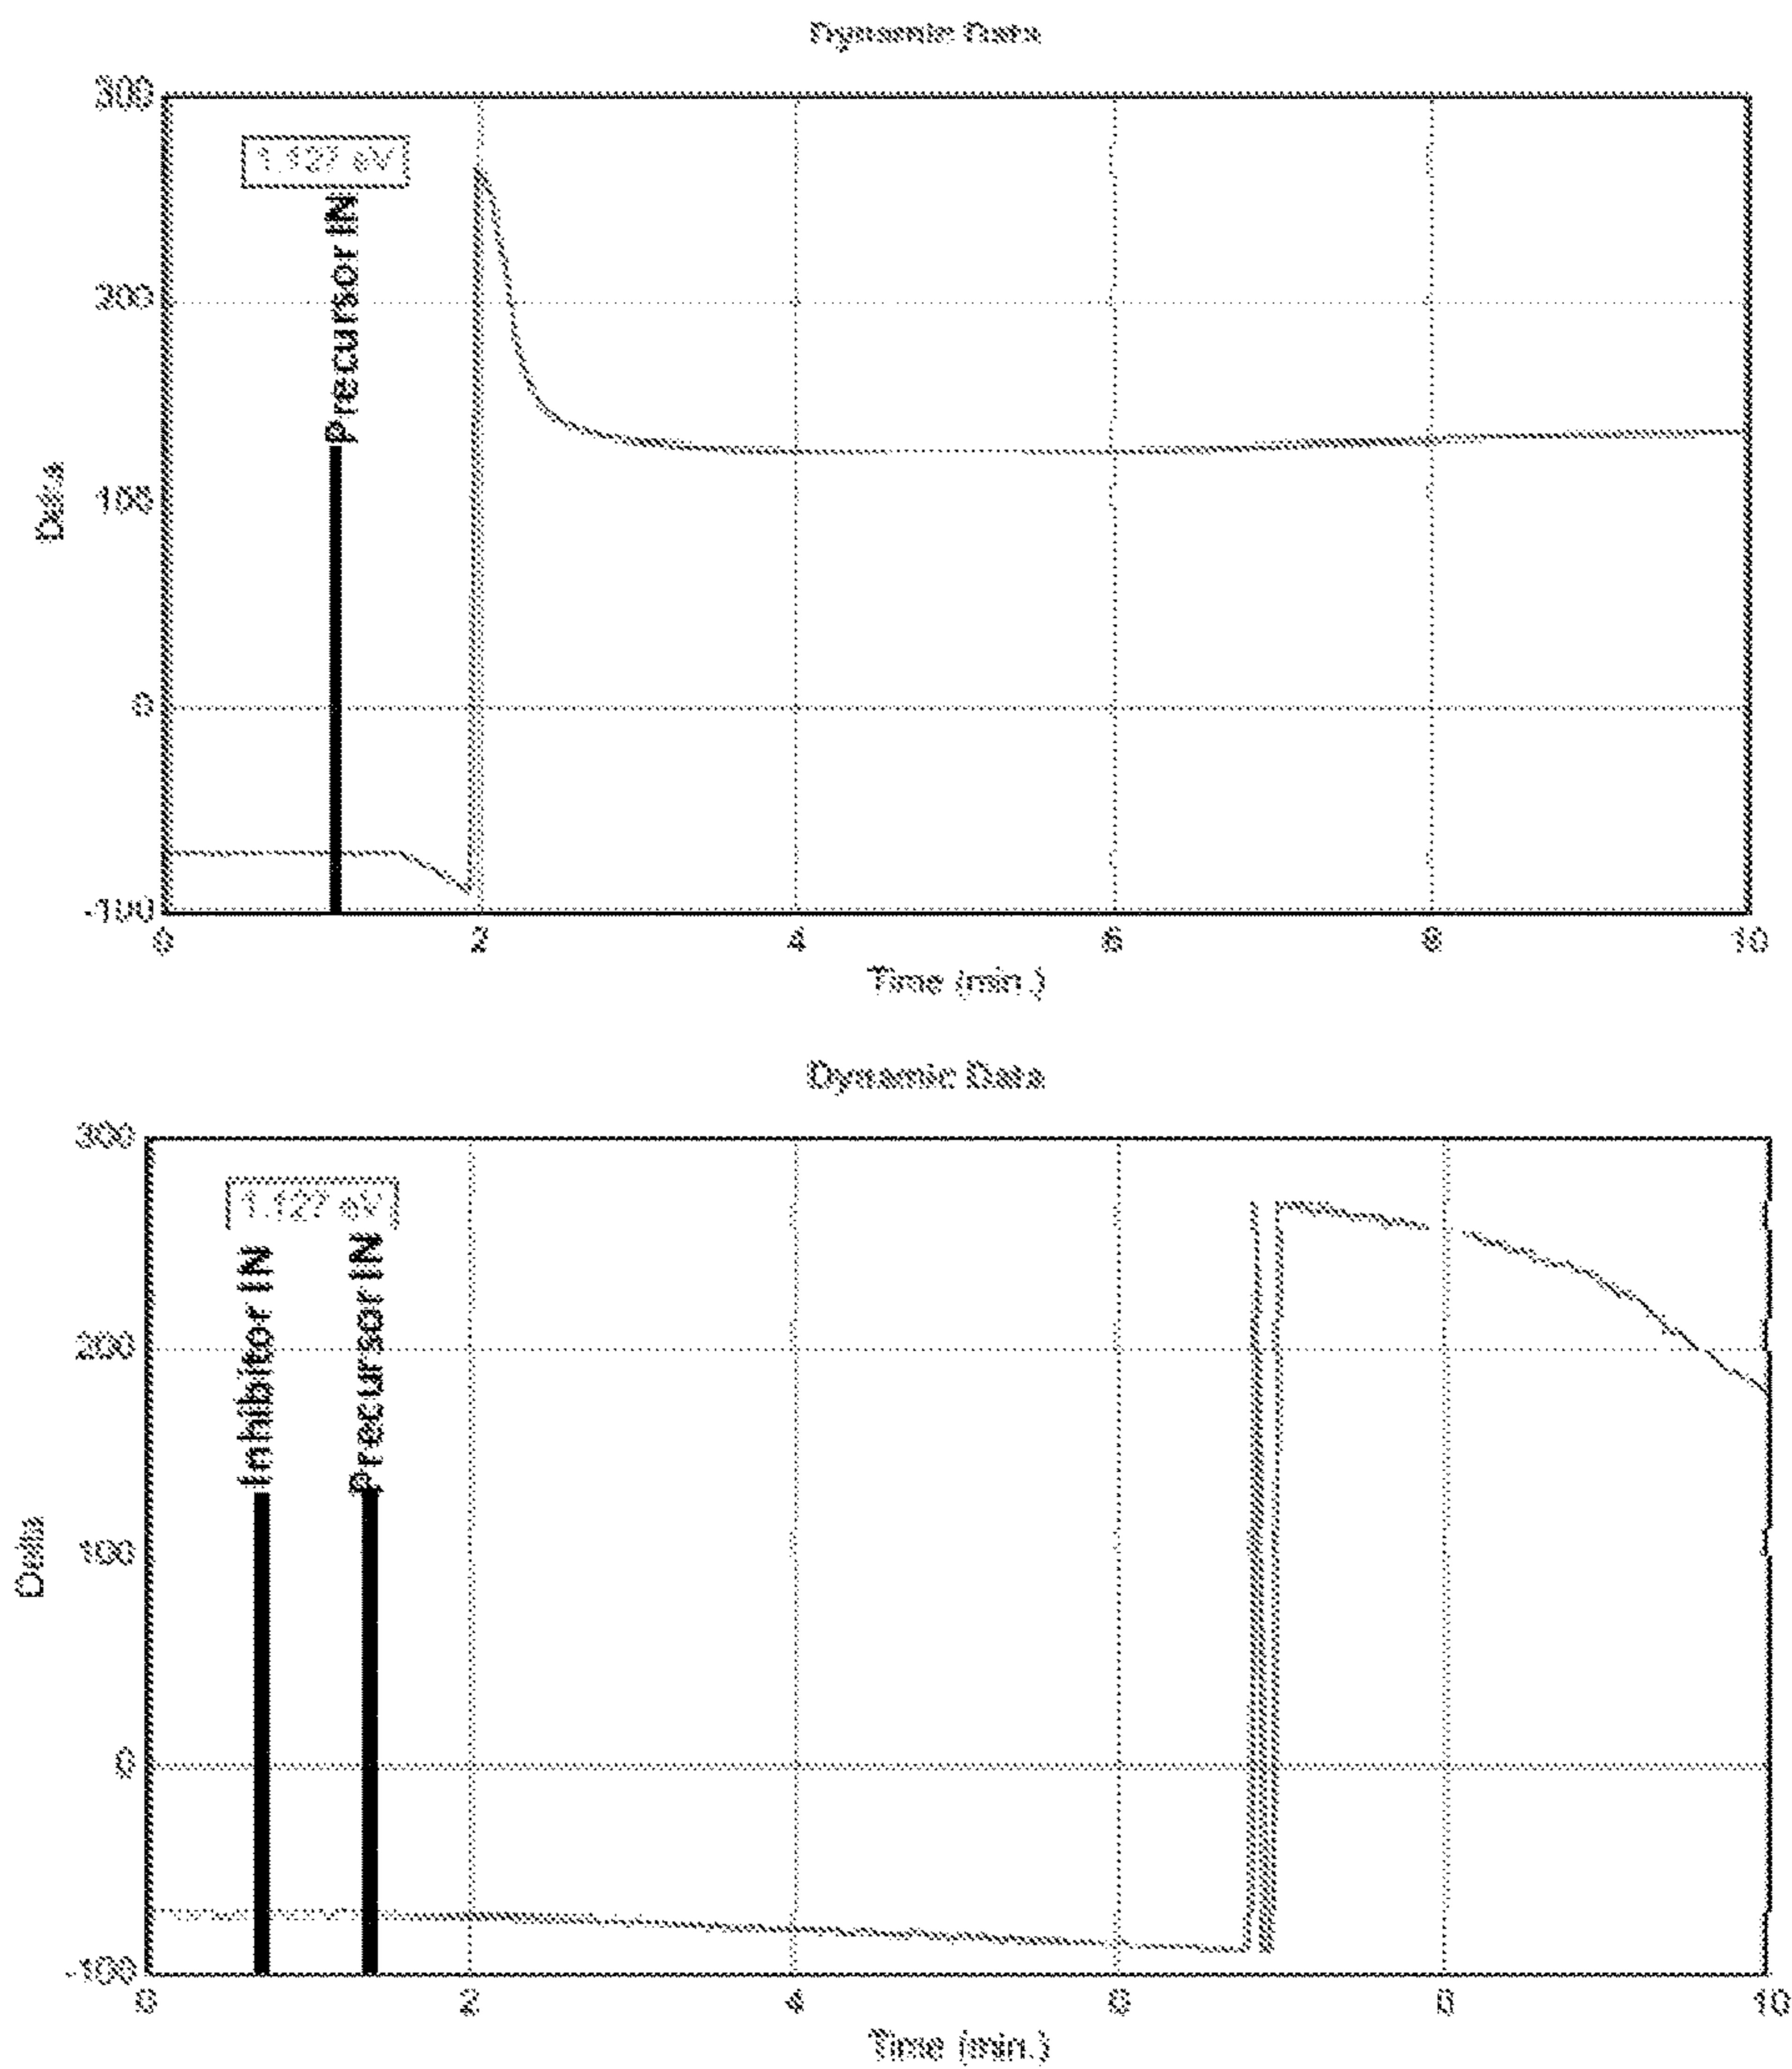 Dynamic Data
300
1.127 eV
Precursor IN
200
Delta
100
0
-100
0 2 4 6 8 10
Time (min.)
Dynamic Data
300
1.127 eV
Inhibitor IN
Precursor IN
200
Delta
100
0
-100
0 2 4 6 8 10
Time (min.)